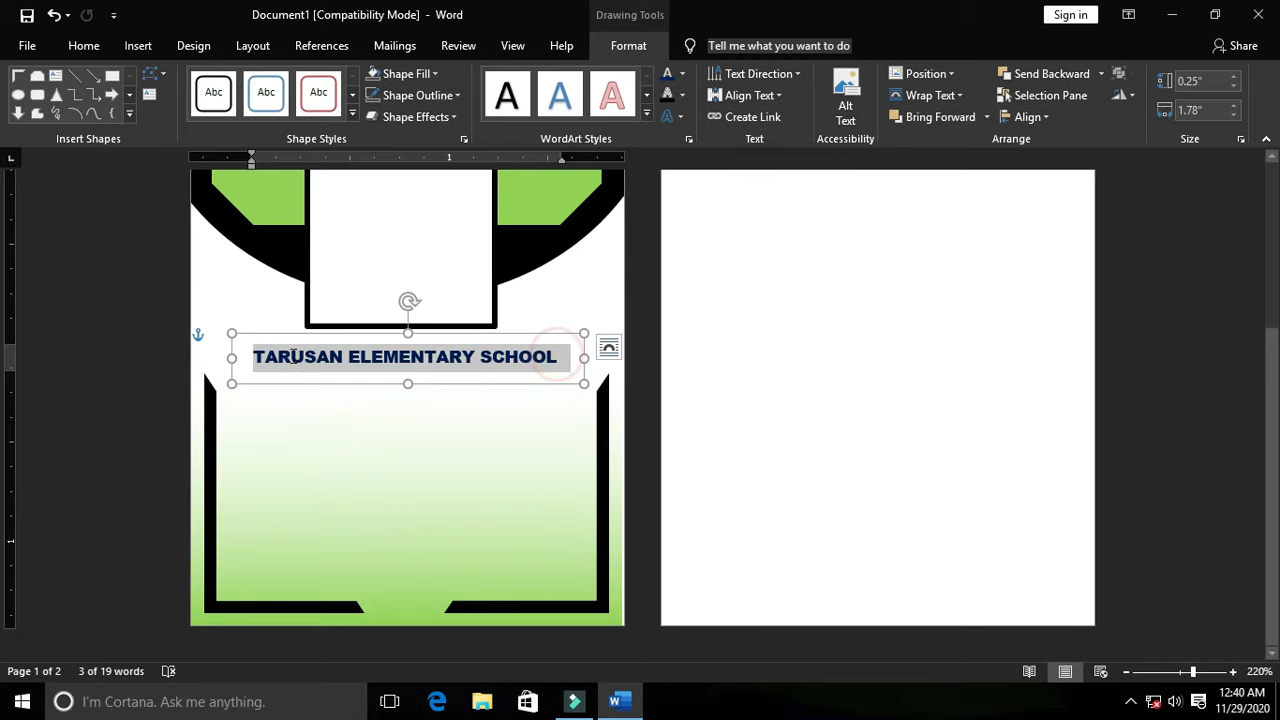 Document1 [Compatibility Mode] - Word
Drawing Tools
Sign in
File Home Insert Design Layout References Mailings Review View Help Format Tell me what you want to do Share
Abc Abc Abc
Shape Fill
Shape Outline
Shape Effects
A A A
Text Direction
Align Text
Create Link
Alt Text
Position
Wrap Text
Bring Forward
Send Backward
Selection Pane
Align
0.25"
1.78"
Insert Shapes Shape Styles WordArt Styles Text Accessibility Arrange Size
1
TARUSAN ELEMENTARY SCHOOL
1
Page 1 of 2 3 of 19 words 220%
I'm Cortana. Ask me anything.
12:40 AM
11/29/2020